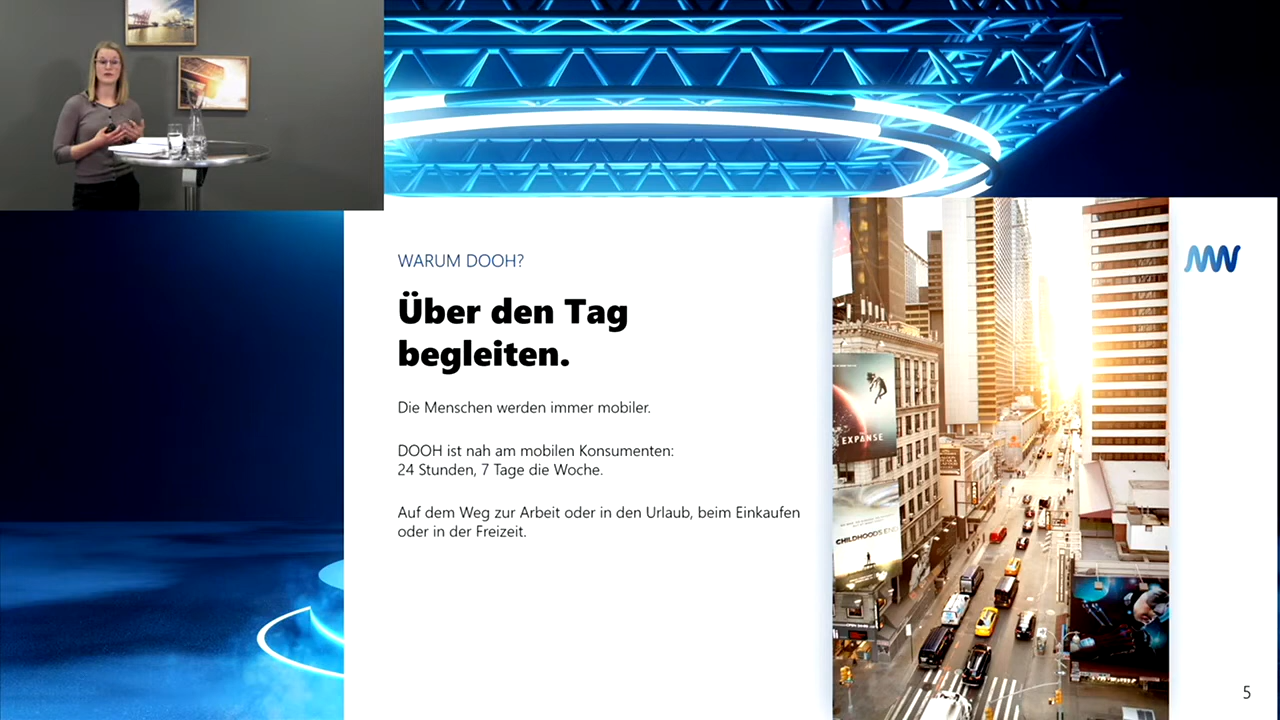 WARUM DOOH?
Über den Tag
begleiten.
Die Menschen werden immer mobiler.
DOOH ist nah am mobilen Konsumenten:
24 Stunden, 7 Tage die Woche.
Auf dem Weg zur Arbeit oder in den Urlaub, beim Einkaufen
oder in der Freizeit.
EXPANSE
CHILDHOOD'S END
5